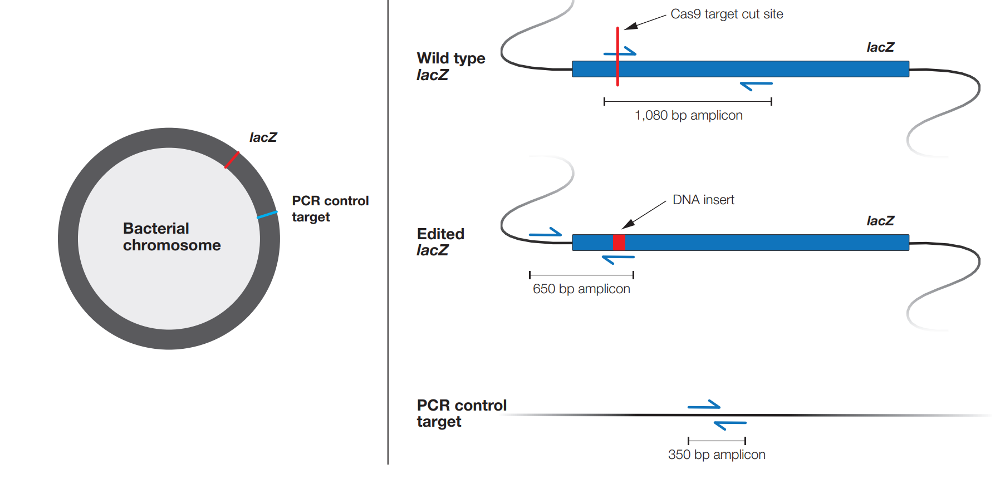 lacZ
PCR control
target
Bacterial
chromosome
Cas9 target cut site
Wild type
lacZ
lacZ
1,080 bp amplicon
DNA insert
Edited
lacZ
lacZ
650 bp amplicon
PCR control
target
350 bp amplicon